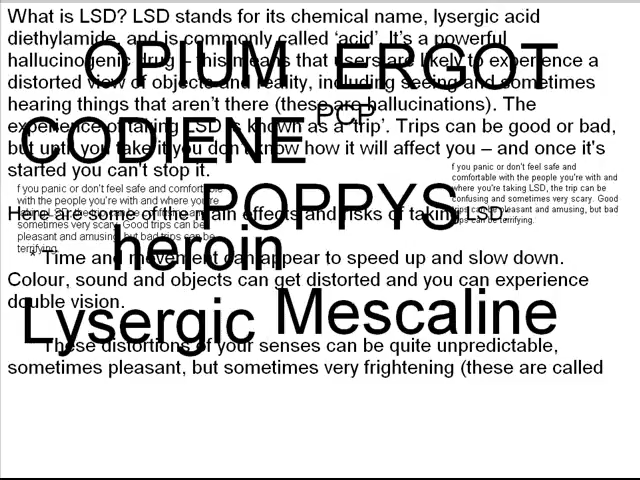 What is LSD? LSD stands for its chemical name, lysergic acid
diethylamide, and is commonly called ‘acid’. It’s a powerful
OPIUM ERGOT
hallucinogenic drug – this means that users are likely to experience a
distorted view of objects and reality, including seeing and sometimes
hearing things that aren’t there (these are hallucinations). The
PCP
experience of taking LSD is known as a ‘trip’. Trips can be good or bad,
CODIENE
but until you take it you don't know how it will affect you – and once it's
started you can't stop it.
f you panic or don't feel safe and
comfortable with the people you're with and
where you're taking LSD, the trip can be
confusing and sometimes very scary. Good
trips can be pleasant and amusing, but bad
trips can be terrifying.
f you panic or don't feel safe and comfortable
with the people you're with and where you're
taking LSD, the trip can be confusing and
sometimes very scary. Good trips can be
pleasant and amusing, but bad trips can be
terrifying.
POPPYS
Here are some of the main effects and risks of taking LSD:
heroin
* Time and movement can appear to speed up and slow down.
Colour, sound and objects can get distorted and you can experience
double vision.
Lysergic Mescaline
These distortions of your senses can be quite unpredictable,
sometimes pleasant, but sometimes very frightening (these are called